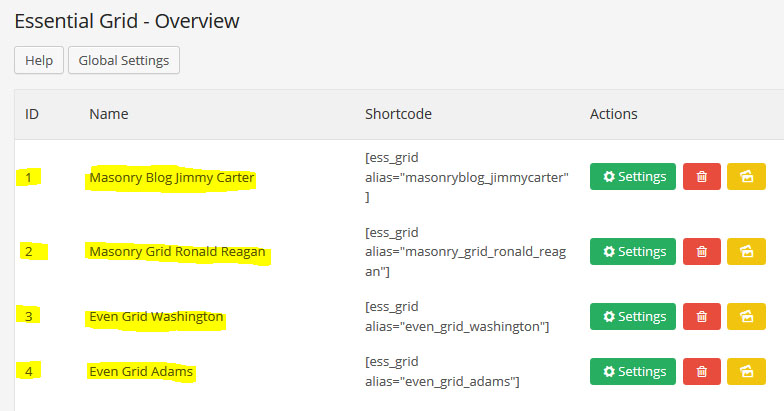 Essential Grid - Overview
Help Global Settings
ID Name Shortcode Actions
[ess_grid
1 Masonry Blog Jimmy Carter alias="masonryblog_jimmycarter" Settings
]
[ess_grid
2 Masonry Grid Ronald Reagan alias="masonry_grid_ronald_reag Settings
an"]
[ess_grid
3 Even Grid Washington alias="even_grid_washington"] Settings
[ess_grid
4 Even Grid Adams alias="even_grid_adams"] Settings